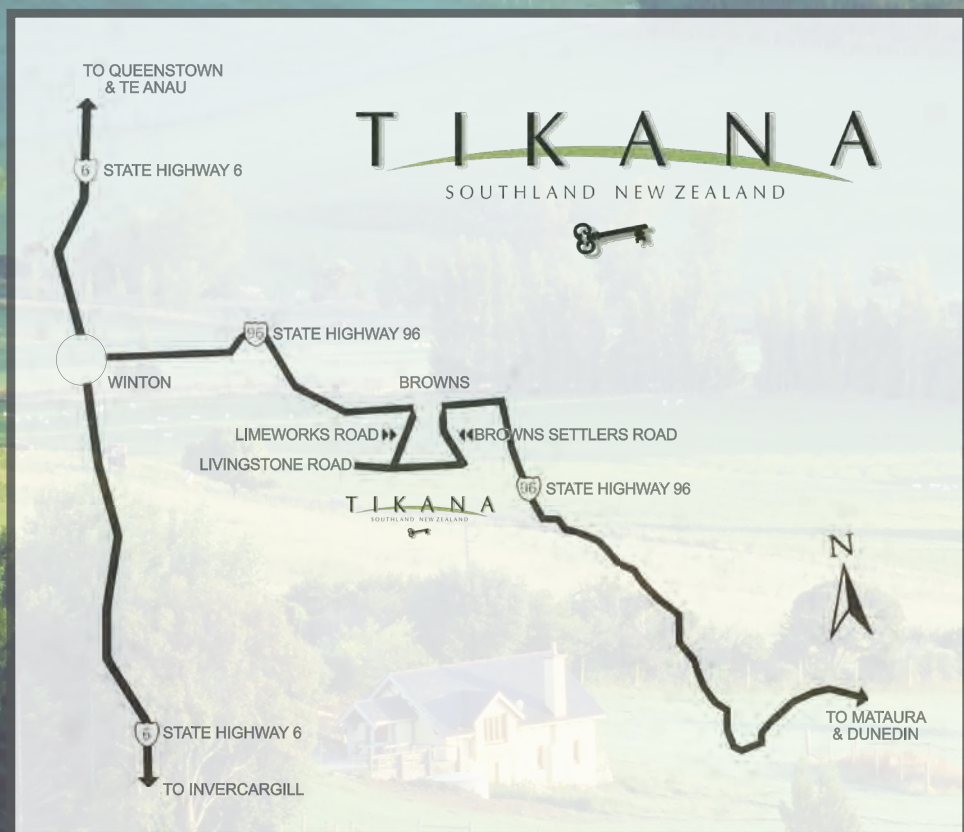 TO QUEENSTOWN
& TE ANAU
TIKANA
SOUTHLAND NEW ZEALAND
6
STATE HIGHWAY 6
96
STATE HIGHWAY 96
WINTON
BROWNS
LIMEWORKS ROAD
BROWNS SETTLERS ROAD
LIVINGSTONE ROAD
96
STATE HIGHWAY 96
TIKANA
SOUTHLAND NEW ZEALAND
N
TO MATAURA
& DUNEDIN
6
STATE HIGHWAY 6
TO INVERCARGILL